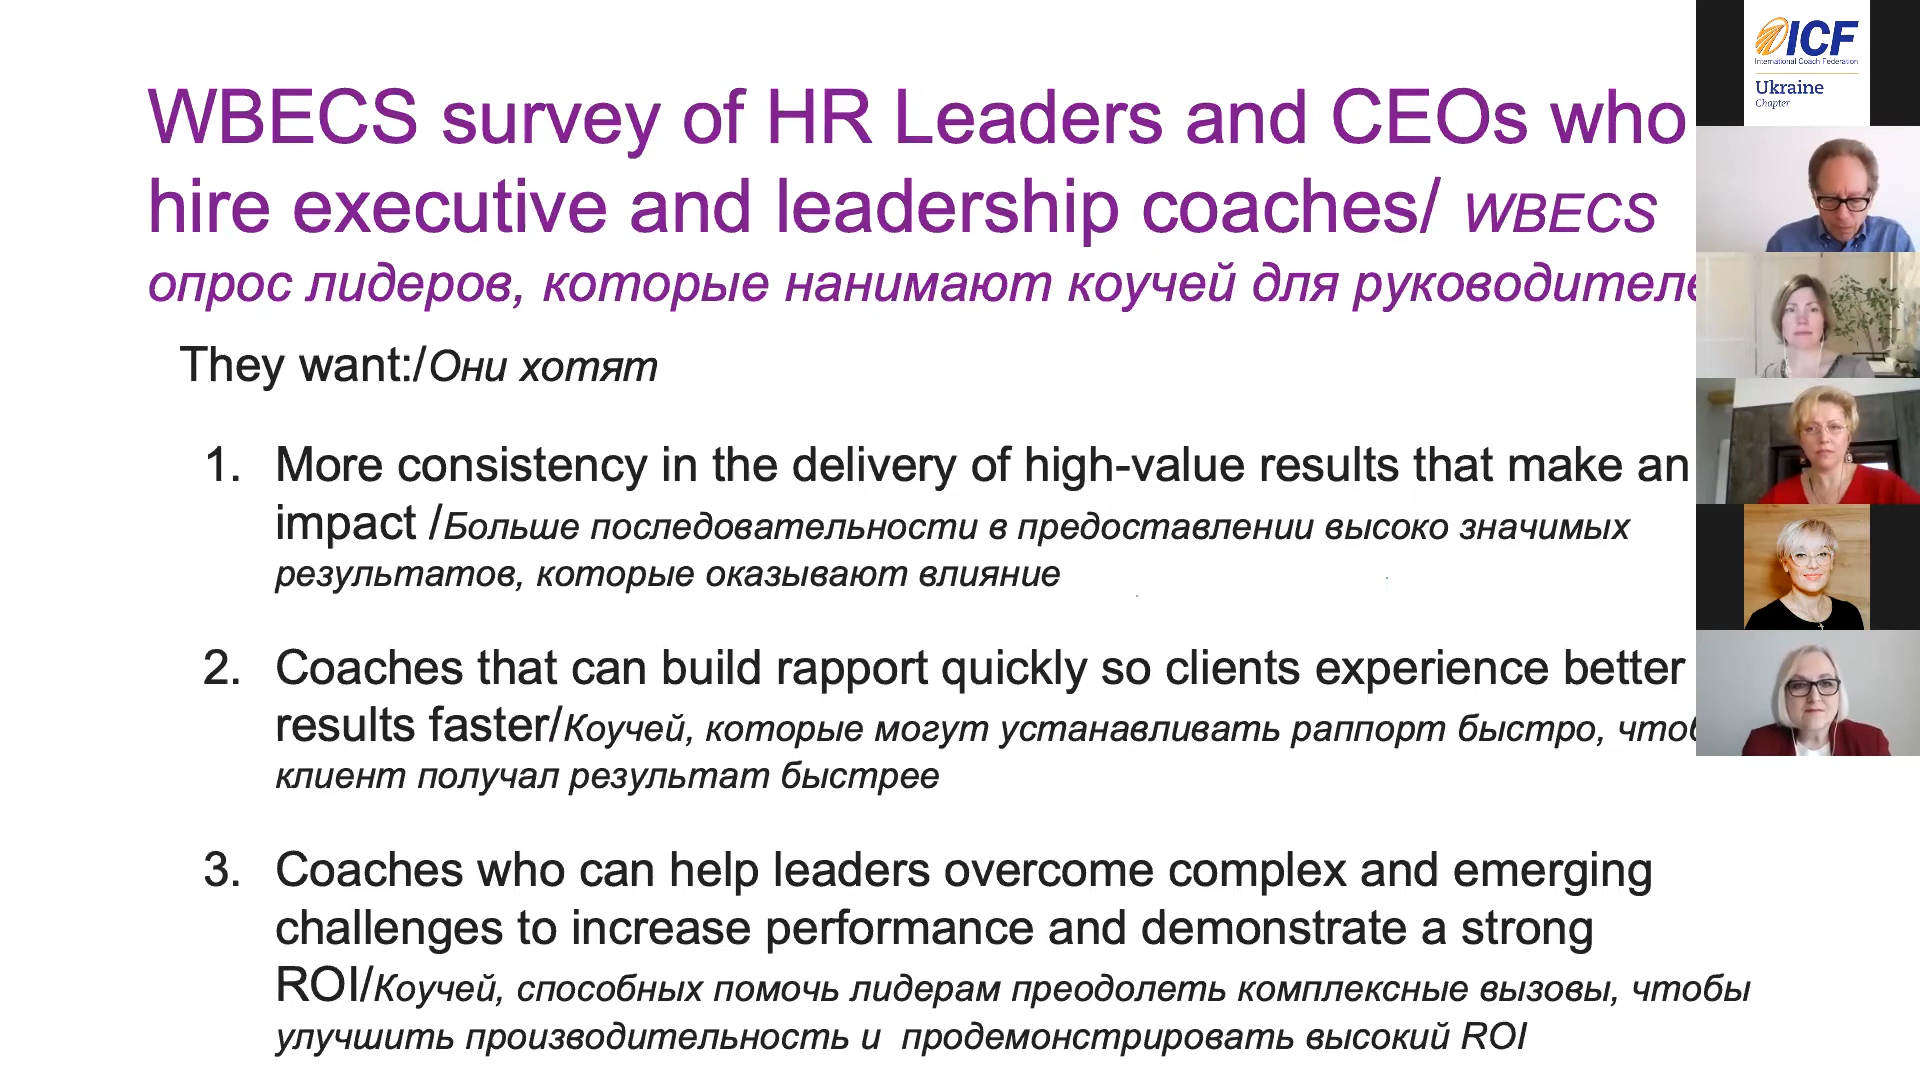 WBECS survey of HR Leaders and CEOs who
hire executive and leadership coaches/ WBECS
опрос лидеров, которые нанимают коучей для руководителе
They want:/Они хотят
1. More consistency in the delivery of high-value results that make an
impact /Больше последовательности в предоставлении высоко значимых
результатов, которые оказывают влияние
2. Coaches that can build rapport quickly so clients experience better
results faster/Коучей, которые могут устанавливать раппорт быстро, чтоб
клиент получал результат быстрее
3. Coaches who can help leaders overcome complex and emerging
challenges to increase performance and demonstrate a strong
ROI/Коучей, способных помочь лидерам преодолеть комплексные вызовы, чтобы
улучшить производительность и продемонстрировать высокий ROI
ICF
International Coach Federation
Ukraine
Chapter